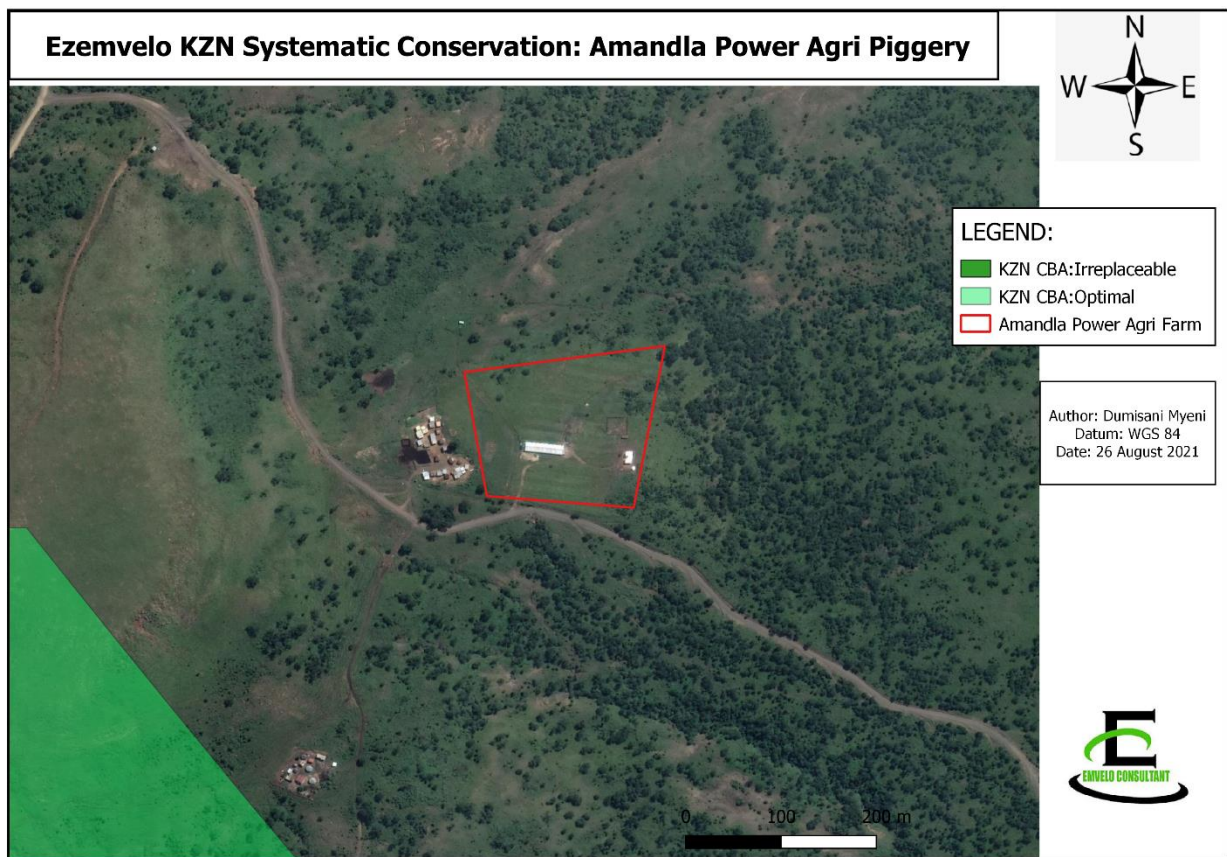 Ezemvelo KZN Systematic Conservation: Amandla Power Agri Piggery
N
W E
S
LEGEND:
KZN CBA:Irreplaceable
KZN CBA:Optimal
Amandla Power Agri Farm
Author: Dumisani Myeni
Datum: WGS 84
Date: 26 August 2021
E
EMVELO CONSULTANT
0 100 200 m